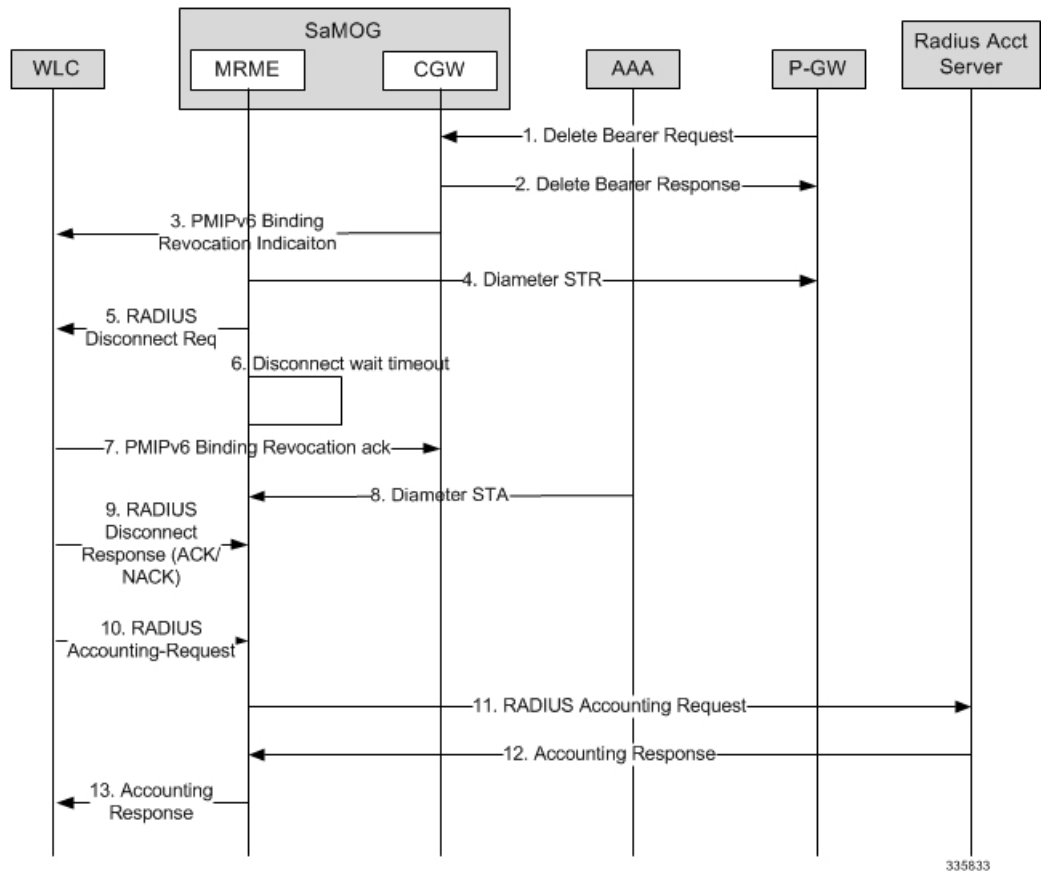 SaMOG
WLC
MRME
CGW
AAA
P-GW
Radius Acct
Server
1. Delete Bearer Request
2. Delete Bearer Response
3. PMIPv6 Binding
Revocation Indicaiton
4. Diameter STR
5. RADIUS
Disconnect Req
6. Disconnect wait timeout
7. PMIPv6 Binding Revocation ack
8. Diameter STA
9. RADIUS
Disconnect
Response (ACK/
NACK)
10. RADIUS
Accounting-Request
11. RADIUS Accounting Request
12. Accounting Response
13. Accounting
Response
335833